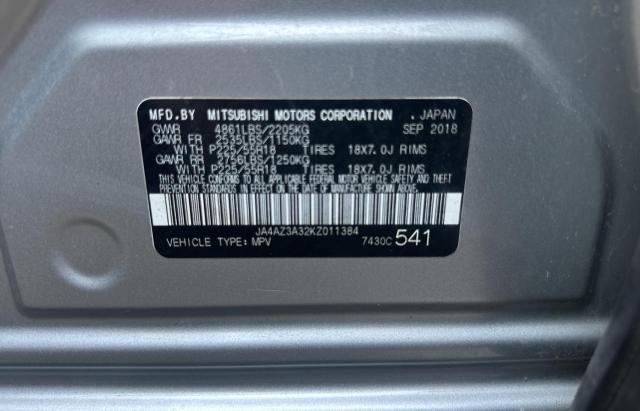 MFD. BY MITSUBISHI MOTORS CORPORATION , JAPAN
GVWR 4861LBS/2205KG SEP 2018
GAWR FR 2535LBS/1150KG
WITH P225/55R18 TIRES 18X7.0J RIMS
GAWR RR 2756LBS/1250KG
WITH P225/55R18 TIRES 18X7.0J RIMS
THIS VEHICLE CONFORMS TO ALL APPLICABLE FEDERAL MOTOR VEHICLE SAFETY AND THEFT
PREVENTION STANDARDS IN EFFECT ON THE DATE OF MANUFACTURE SHOWN ABOVE.
JA4AZ3A32KZ011384
VEHICLE TYPE: MPV 7430C 541